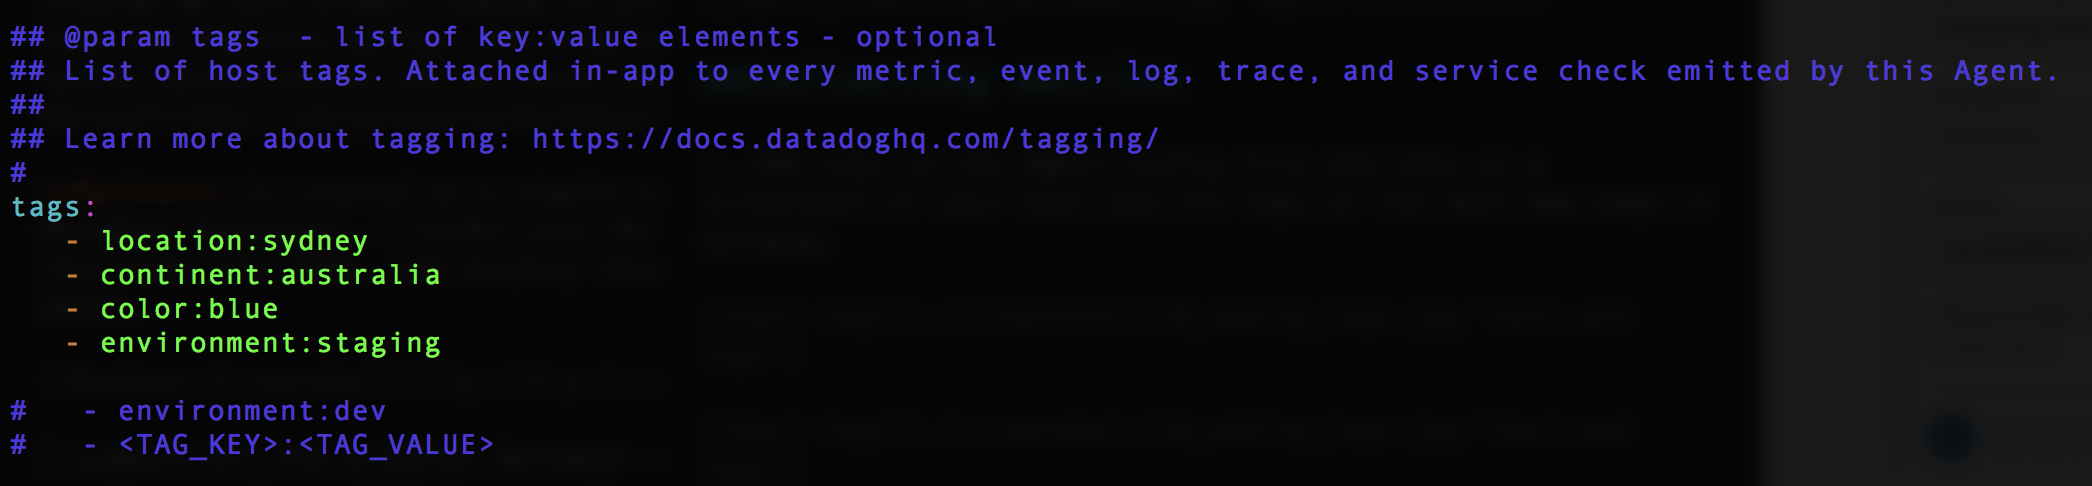 ## @param tags  - list of key:value elements - optional
## List of host tags. Attached in-app to every metric, event, log, trace, and service check emitted by this Agent.
##
## Learn more about tagging: https://docs.datadoghq.com/tagging/
#
tags:
   - location:sydney
   - continent:australia
   - color:blue
   - environment:staging
#   - environment:dev
#   - <TAG_KEY>:<TAG_VALUE>